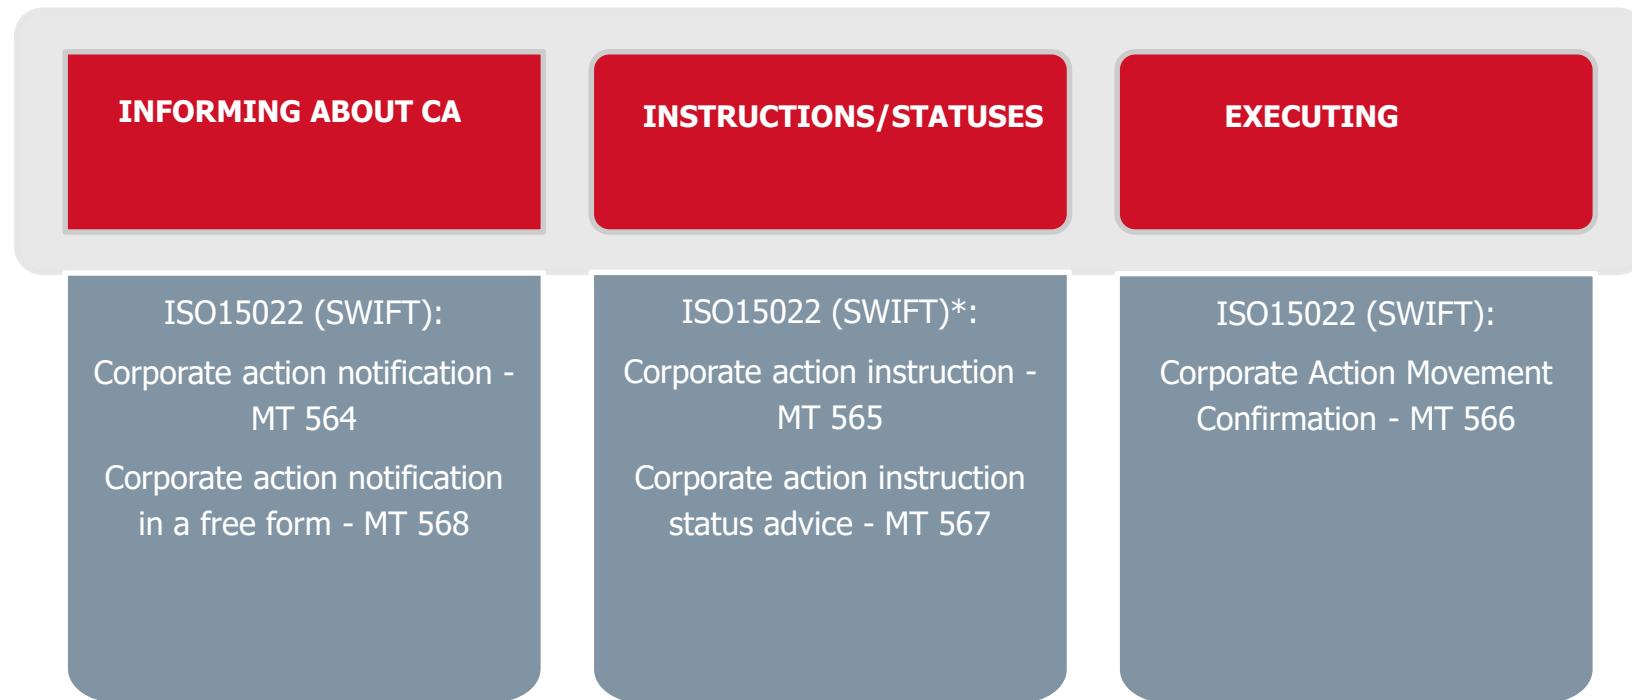 INFORMING ABOUT CA
INSTRUCTIONS/STATUSES
EXECUTING
ISO15022 (SWIFT):
Corporate action notification -
MT 564
Corporate action notification
in a free form - MT 568
ISO15022 (SWIFT)*:
Corporate action instruction -
MT 565
Corporate action instruction
status advice - MT 567
ISO15022 (SWIFT):
Corporate Action Movement
Confirmation - MT 566